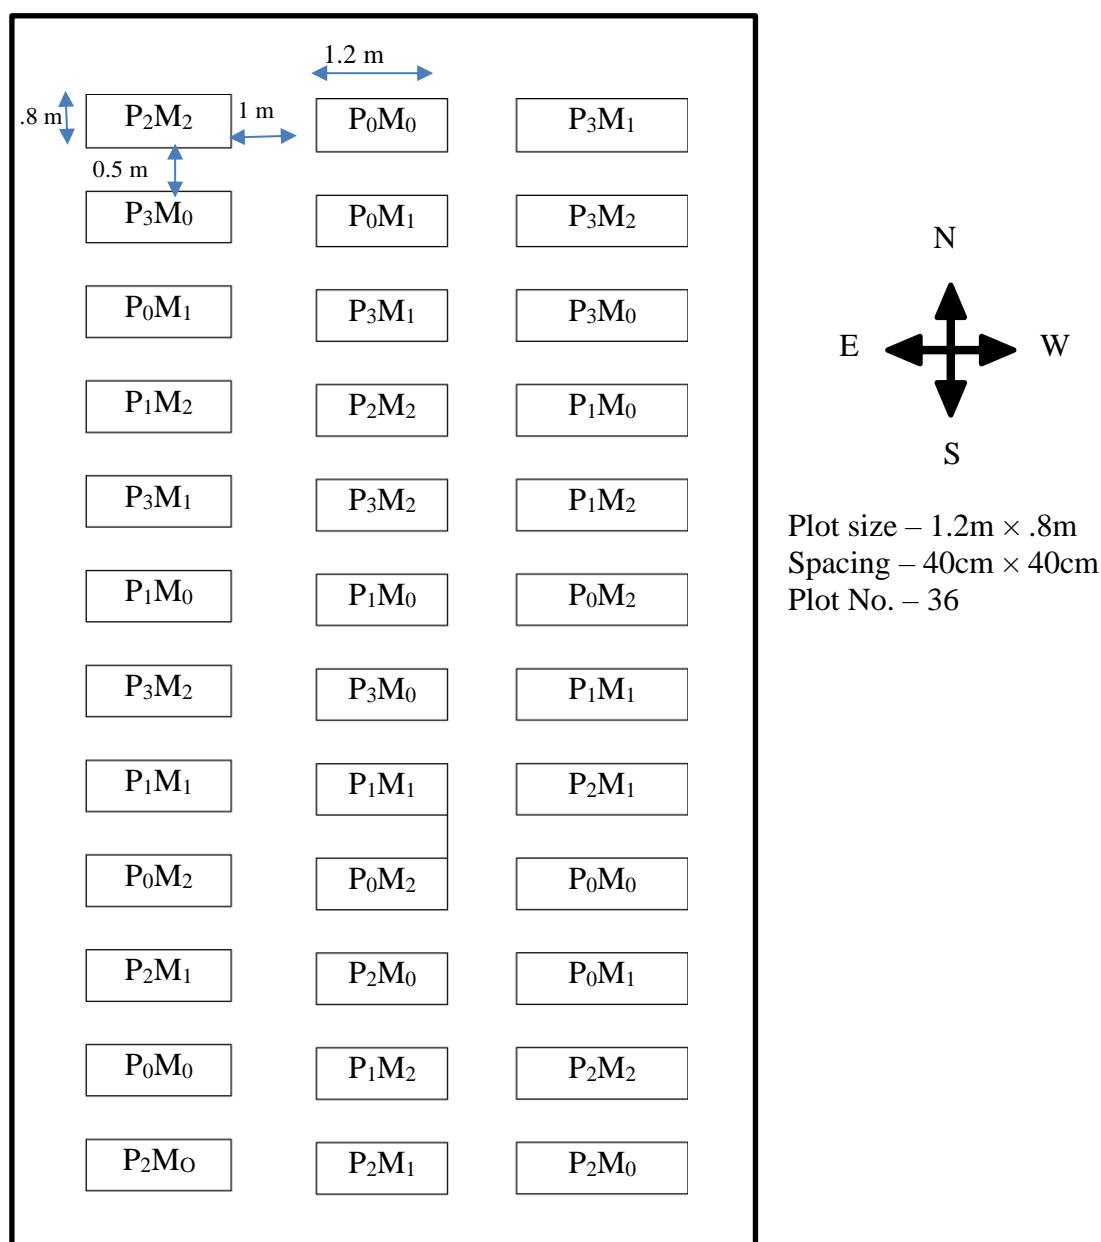 1.2 m
.8 m P₂M₂ 1 m P₀M₀ P₃M₁
0.5 m
P₃M₀ P₀M₁ P₃M₂
P₀M₁ P₃M₁ P₃M₀
P₁M₂ P₂M₂ P₁M₀
P₃M₁ P₃M₂ P₁M₂
P₁M₀ P₁M₀ P₀M₂
P₃M₂ P₃M₀ P₁M₁
P₁M₁ P₁M₁ P₂M₁
P₀M₂ P₀M₂ P₀M₀
P₂M₁ P₂M₀ P₀M₁
P₀M₀ P₁M₂ P₂M₂
P₂MO P₂M₁ P₂M₀
N
E W
S
Plot size – 1.2m × .8m
Spacing – 40cm × 40cm
Plot No. – 36